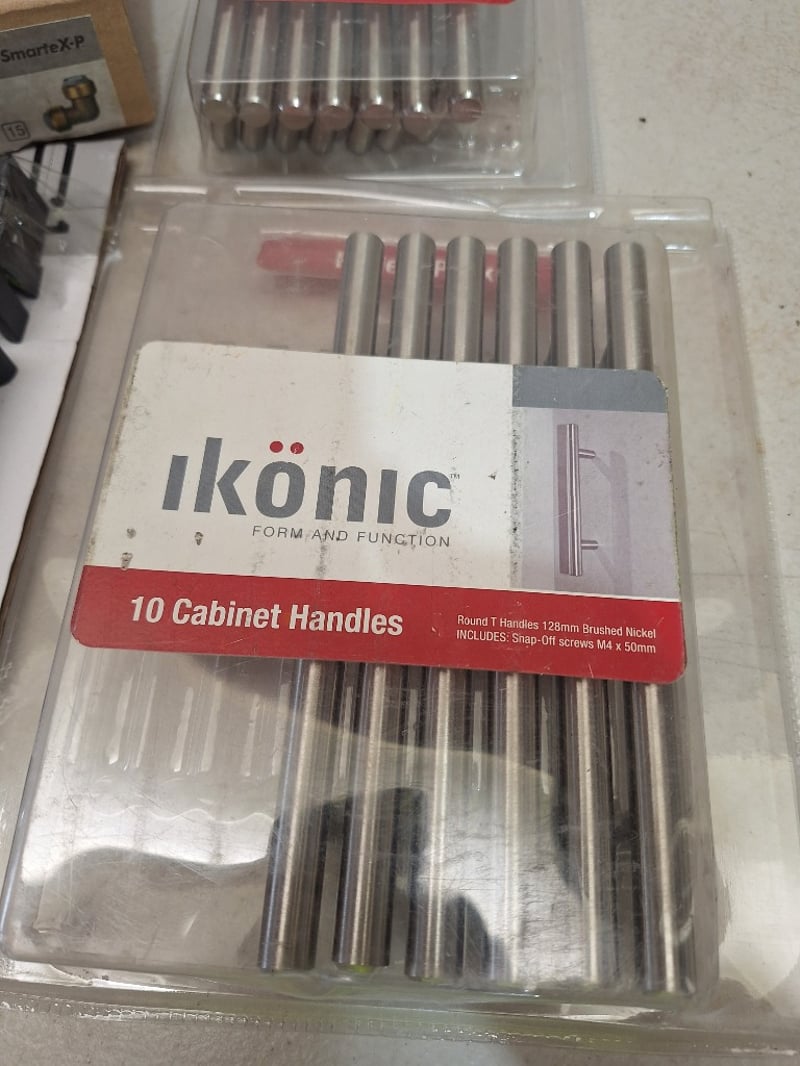 SmarteX-P
15
ıkönıc™
FORM AND FUNCTION
10 Cabinet Handles
Round T Handles 128mm Brushed Nickel
INCLUDES: Snap-Off screws M4 x 50mm